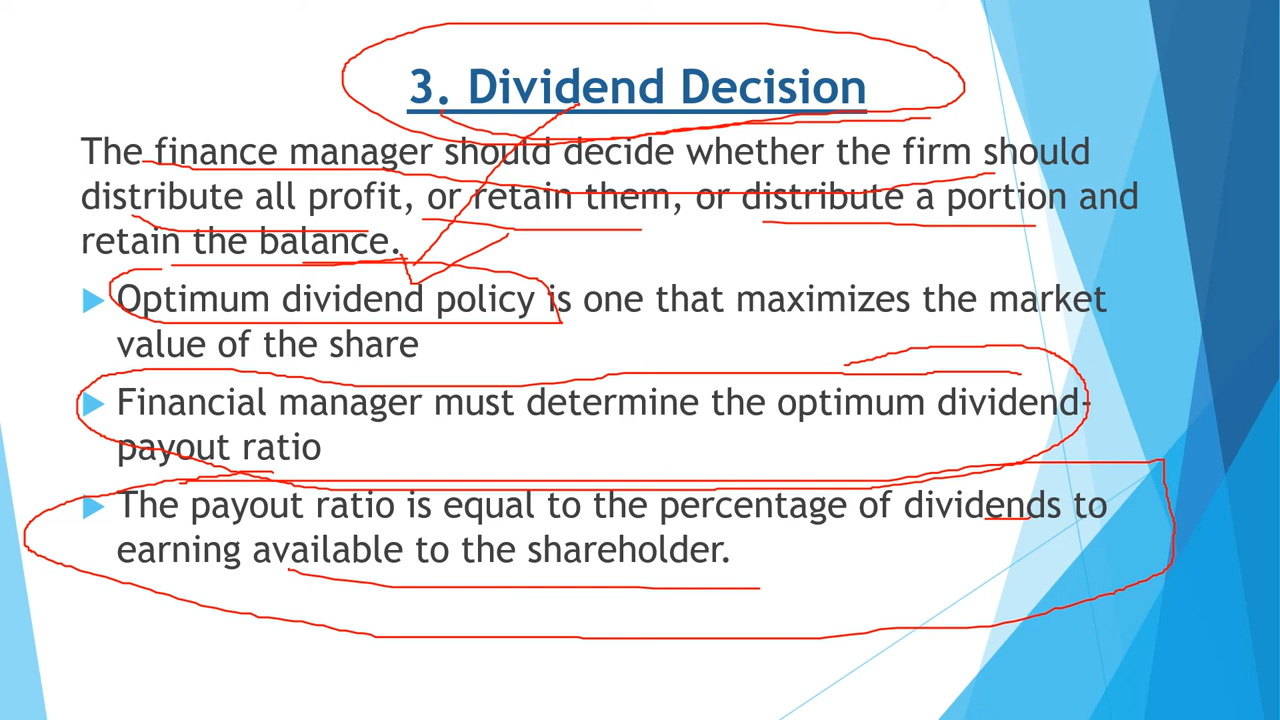 3. Dividend Decision
The finance manager should decide whether the firm should
distribute all profit, or retain them, or distribute a portion and
retain the balance.
Optimum dividend policy is one that maximizes the market
value of the share
Financial manager must determine the optimum dividend-
payout ratio
The payout ratio is equal to the percentage of dividends to
earning available to the shareholder.